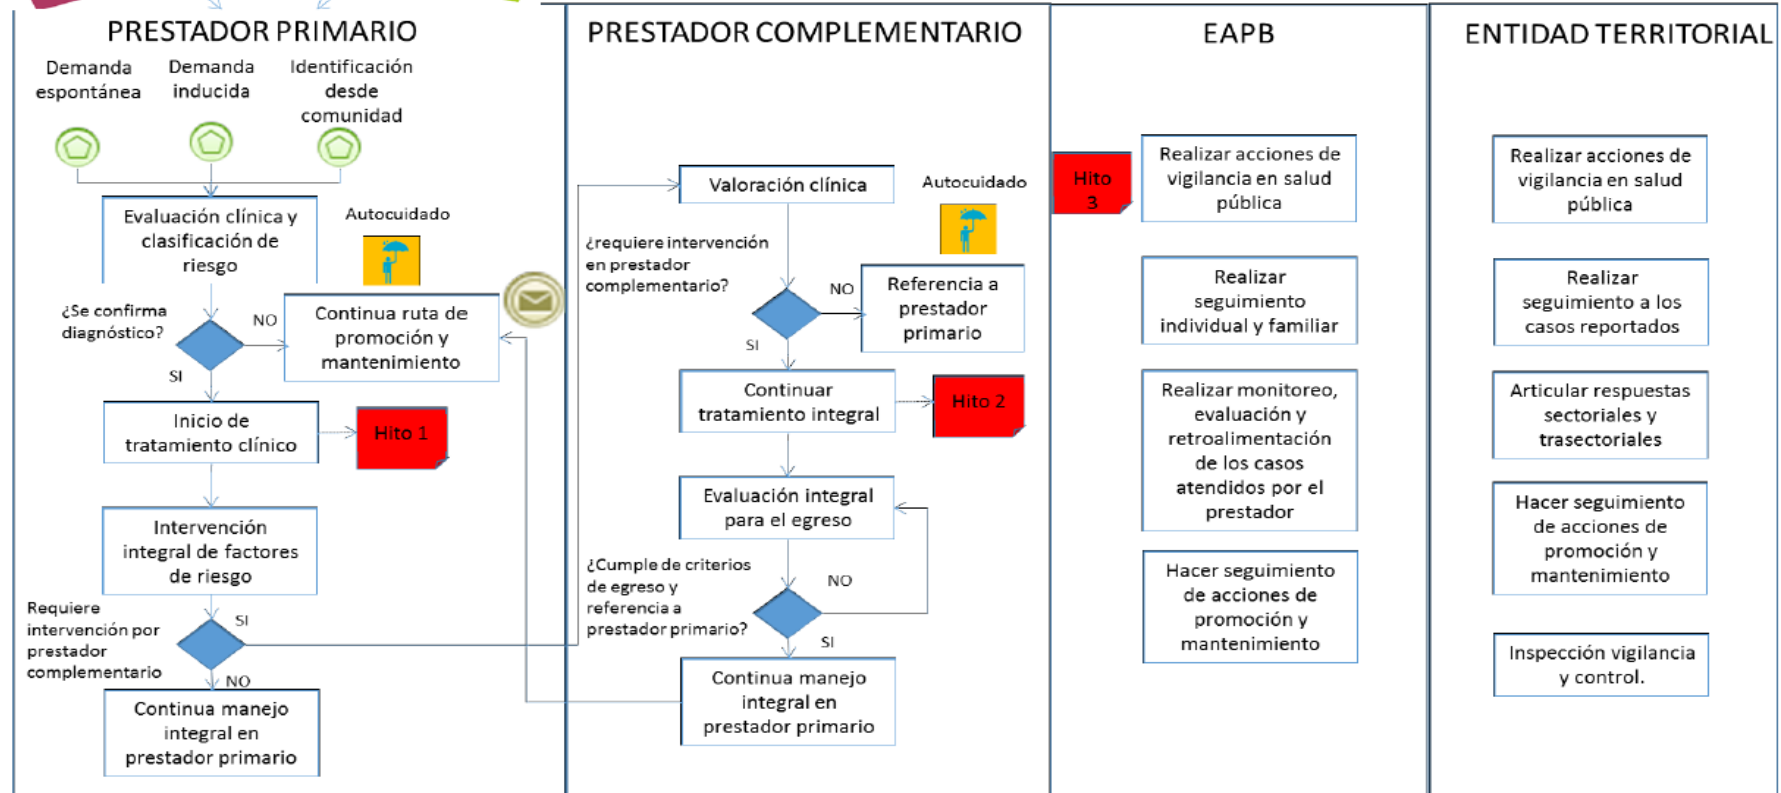 PRESTADOR PRIMARIO
Demanda
espontánea
Demanda
inducida
Identificación
desde
comunidad
Evaluación clínica y
clasificación de
riesgo
Autocuidado
¿Se confirma
diagnóstico?
NO
Continua ruta de
promoción y
mantenimiento
SI
Inicio de
tratamiento clínico
Hito 1
Intervención
integral de factores
de riesgo
Requiere
intervención por
prestador
complementario
SI
NO
Continua manejo
integral en
prestador primario
PRESTADOR COMPLEMENTARIO
Valoración clínica
Autocuidado
¿requiere intervención
en prestador
complementario?
NO
Referencia a
prestador
primario
SI
Continuar
tratamiento integral
Hito 2
Evaluación integral
para el egreso
¿Cumple de criterios
de egreso y
referencia a
prestador primario?
NO
SI
Continua manejo
integral en
prestador primario
EAPB
Hito
3
Realizar acciones de
vigilancia en salud
pública
Realizar
seguimiento
individual y familiar
Realizar monitoreo,
evaluación y
retroalimentación
de los casos
atendidos por el
prestador
Hacer seguimiento
de acciones de
promoción y
mantenimiento
ENTIDAD TERRITORIAL
Realizar acciones de
vigilancia en salud
pública
Realizar
seguimiento a los
casos reportados
Articular respuestas
sectoriales y
trasectoriales
Hacer seguimiento
de acciones de
promoción y
mantenimiento
Inspección vigilancia
y control.